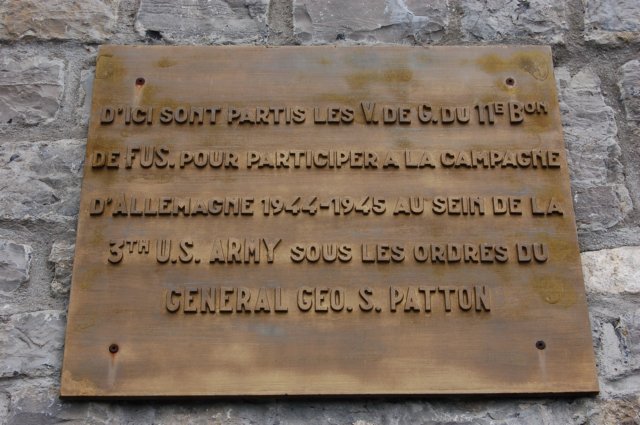 D'ICI SONT PARTIS LES V. DE G. DU 11E BON
DE FUS. POUR PARTICIPER A LA CAMPAGNE
D'ALLEMAGNE 1944-1945 AU SEIN DE LA
3TH U.S. ARMY SOUS LES ORDRES DU
GENERAL GEO. S. PATTON